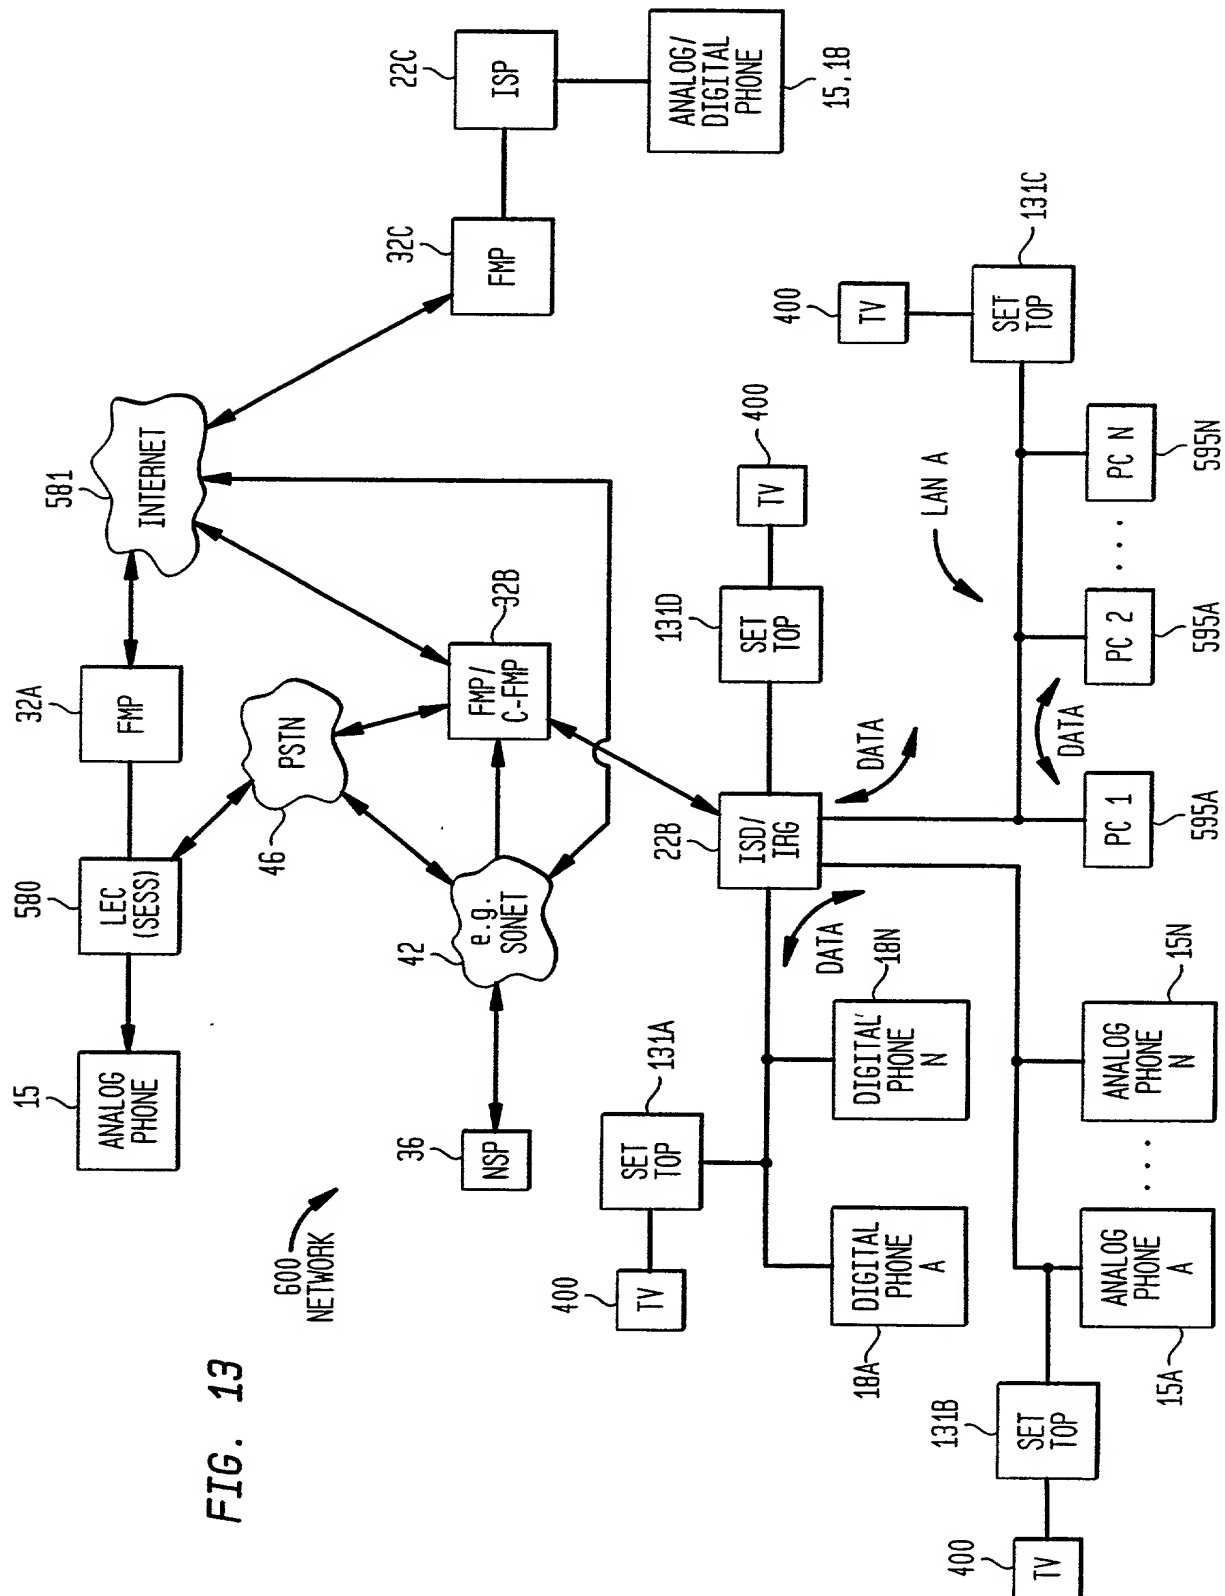 FIG. 13
600
NETWORK
15
ANALOG
PHONE
580
LEC
(SESS)
32A
FMP
581
INTERNET
46
PSTN
36
NSP
42
e.g.
SONET
FMP/
C-FMP
32B
32C
FMP
22C
ISP
ANALOG/
DIGITAL
PHONE
15,18
400
TV
SET
TOP
131A
22B
ISD/
IRG
131D
SET
TOP
TV
400
DATA
DATA
18A
DIGITAL
PHONE
A
DIGITAL'
PHONE
N
18N
400
TV
131B
SET
TOP
15A
ANALOG
PHONE
A
. . . .
ANALOG
PHONE
N
15N
LAN A
DATA
PC 1
595A
PC 2
595A
. . . .
PC N
595N
400
TV
SET
TOP
131C